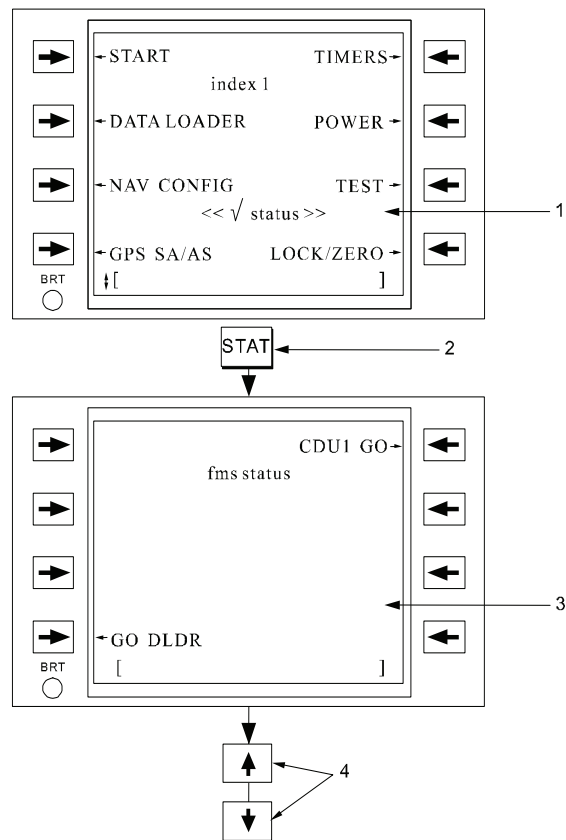 ←START TIMERS→
index 1
←DATA LOADER POWER→
←NAV CONFIG TEST→
<< √ status >>
1
←GPS SA/AS LOCK/ZERO→
BRT
↕[ ]
STAT
2
CDU1 GO→
fms status
3
←GO DLDR
BRT
[ ]
4